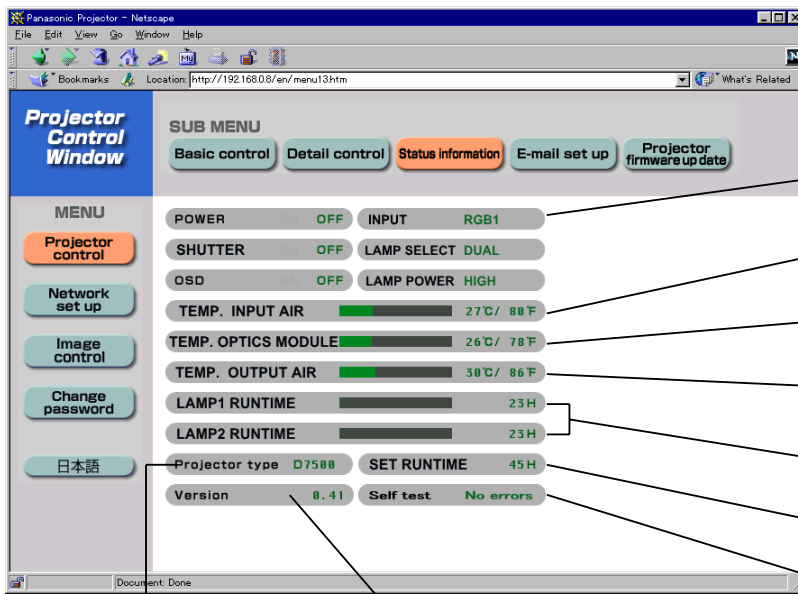 Panasonic Projector - Netscape
File Edit View Go Window Help
My
N
Bookmarks Location: http://192.168.0.8/en/menu13.htm What's Related
Projector
Control
Window
SUB MENU
Basic control Detail control Status information E-mail set up Projector firmware up date
MENU
Projector
control
Network
set up
Image
control
Change
password
日本語
POWER ON OFF INPUT RGB1
SHUTTER ON OFF LAMP SELECT DUAL
OSD ON OFF LAMP POWER HIGH
TEMP. INPUT AIR 27℃/ 80℉
TEMP. OPTICS MODULE 26℃/ 78℉
TEMP. OUTPUT AIR 30℃/ 86℉
LAMP1 RUNTIME 23H
LAMP2 RUNTIME 23H
Projector type D7500 SET RUNTIME 45H
Version 0.41 Self test No errors
Document: Done